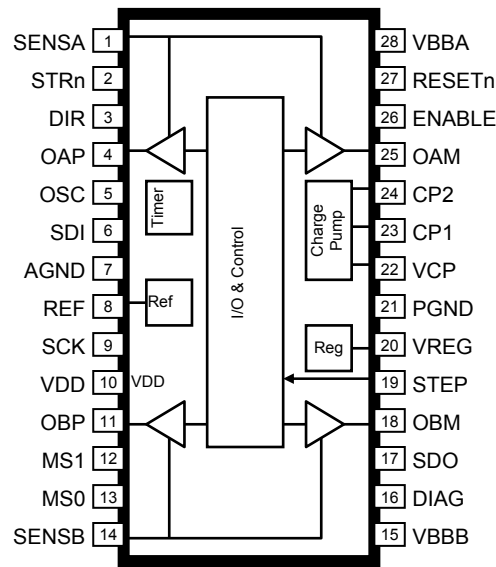 SENSA 1
STRn 2
DIR 3
OAP 4
OSC 5
SDI 6
AGND 7
REF 8
SCK 9
VDD 10 VDD
OBP 11
MS1 12
MS0 13
SENSB 14
Timer
Ref
I/O & Control
Charge
Pump
Reg
28 VBBA
27 RESETn
26 ENABLE
25 OAM
24 CP2
23 CP1
22 VCP
21 PGND
20 VREG
19 STEP
18 OBM
17 SDO
16 DIAG
15 VBBB